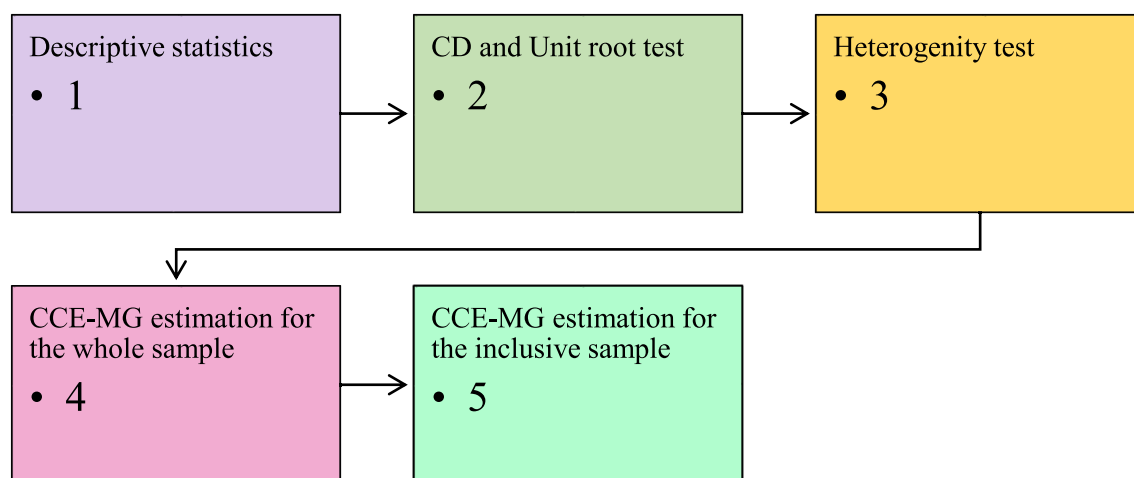 Descriptive statistics
• 1
CD and Unit root test
• 2
Heterogenity test
• 3
CCE-MG estimation for
the whole sample
• 4
CCE-MG estimation for
the inclusive sample
• 5